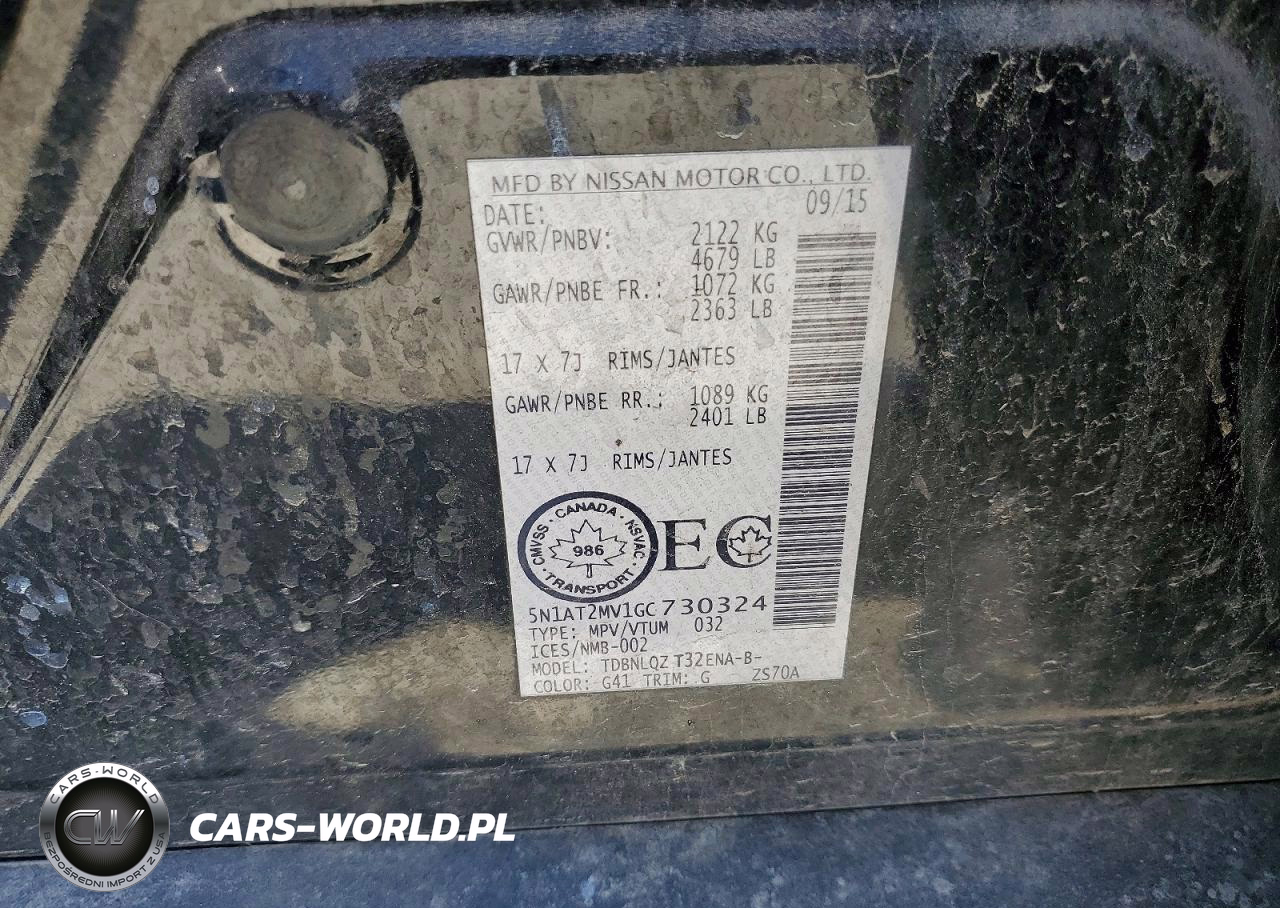 MFD BY NISSAN MOTOR CO., LTD.
DATE: 09/15
GVWR/PNBV: 2122 KG
4679 LB
GAWR/PNBE FR.: 1072 KG
2363 LB
17 X 7J RIMS/JANTES
GAWR/PNBE RR.: 1089 KG
2401 LB
17 X 7J RIMS/JANTES
CMVSS · CANADA · NSVAC · TRANSPORT ·
986
EC
5N1AT2MV1GC730324
TYPE: MPV/VTUM 032
ICES/NMB-002
MODEL: TDBNLQZ T32ENA-B-
COLOR: G41 TRIM: G ZS70A
CARS-WORLD
CW
BEZPOŚREDNI IMPORT Z USA
CARS-WORLD.PL